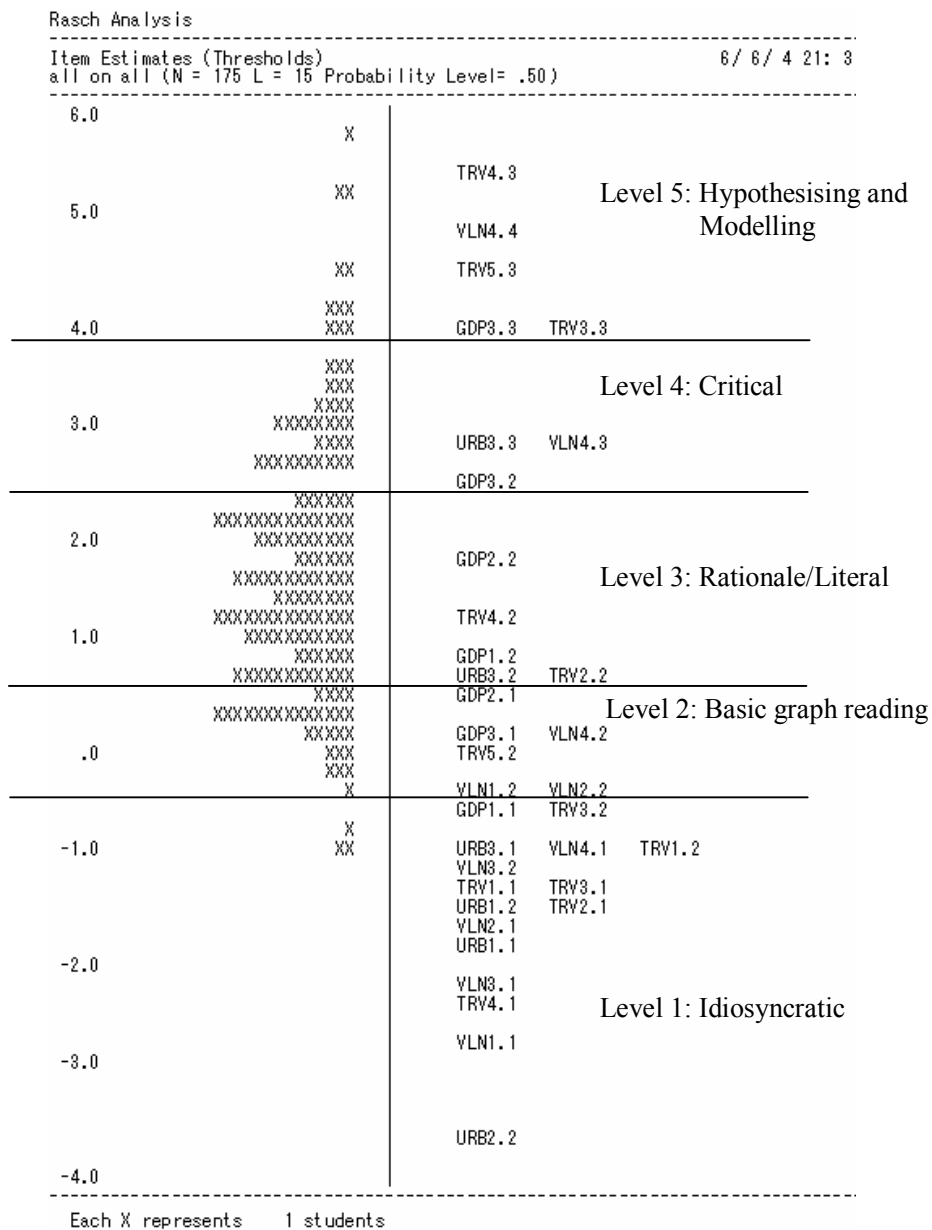 Rasch Analysis
Item Estimates (Thresholds) 6/ 6/ 4 21: 3
all on all (N = 175 L = 15 Probability Level= .50)
6.0
X
TRV4.3
XX Level 5: Hypothesising and
5.0
VLN4.4 Modelling
XX TRV5.3
XXX
4.0 XXX GDP3.3 TRV3.3
XXX
XXX Level 4: Critical
XXXX
3.0 XXXXXXXX
XXXX URB3.3 VLN4.3
XXXXXXXXXX
GDP3.2
XXXXXX
XXXXXXXXXXXXXX
2.0 XXXXXXXXXX
XXXXXX GDP2.2
XXXXXXXXXXXX Level 3: Rationale/Literal
XXXXXXXX
XXXXXXXXXXXXXX TRV4.2
1.0 XXXXXXXXXXX
XXXXXX GDP1.2
XXXXXXXXXXXX URB3.2 TRV2.2
XXXX GDP2.1
XXXXXXXXXXXXXX Level 2: Basic graph reading
XXXXX GDP3.1 VLN4.2
.0 XXX TRV5.2
XXX
X VLN1.2 VLN2.2
GDP1.1 TRV3.2
X
-1.0 XX URB3.1 VLN4.1 TRV1.2
VLN3.2
TRV1.1 TRV3.1
URB1.2 TRV2.1
VLN2.1
URB1.1
-2.0
VLN3.1
TRV4.1 Level 1: Idiosyncratic
VLN1.1
-3.0
URB2.2
-4.0
Each X represents 1 students